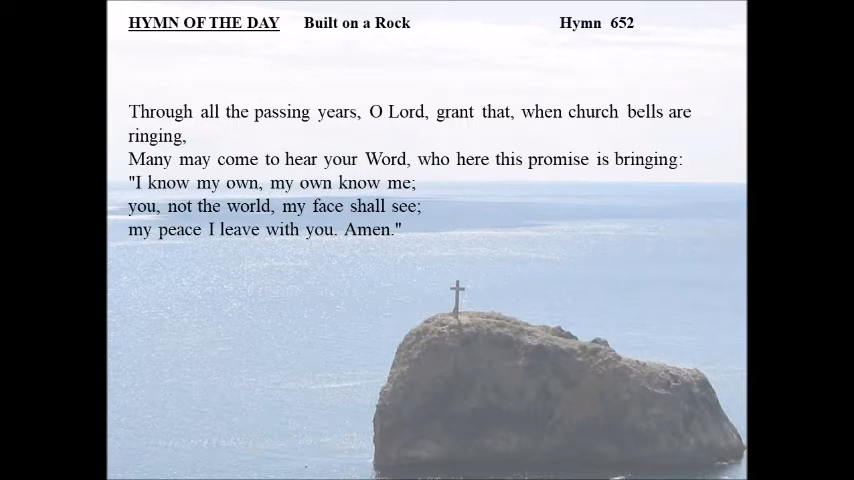 HYMN OF THE DAY Built on a Rock Hymn 652
Through all the passing years, O Lord, grant that, when church bells are
ringing,
Many may come to hear your Word, who here this promise is bringing:
"I know my own, my own know me;
you, not the world, my face shall see;
my peace I leave with you. Amen."